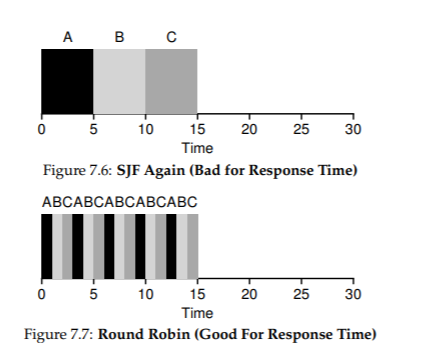 A B C
0 5 10 15 20 25 30
Time
Figure 7.6: SJF Again (Bad for Response Time)
ABCABCABCABCABC
0 5 10 15 20 25 30
Time
Figure 7.7: Round Robin (Good For Response Time)